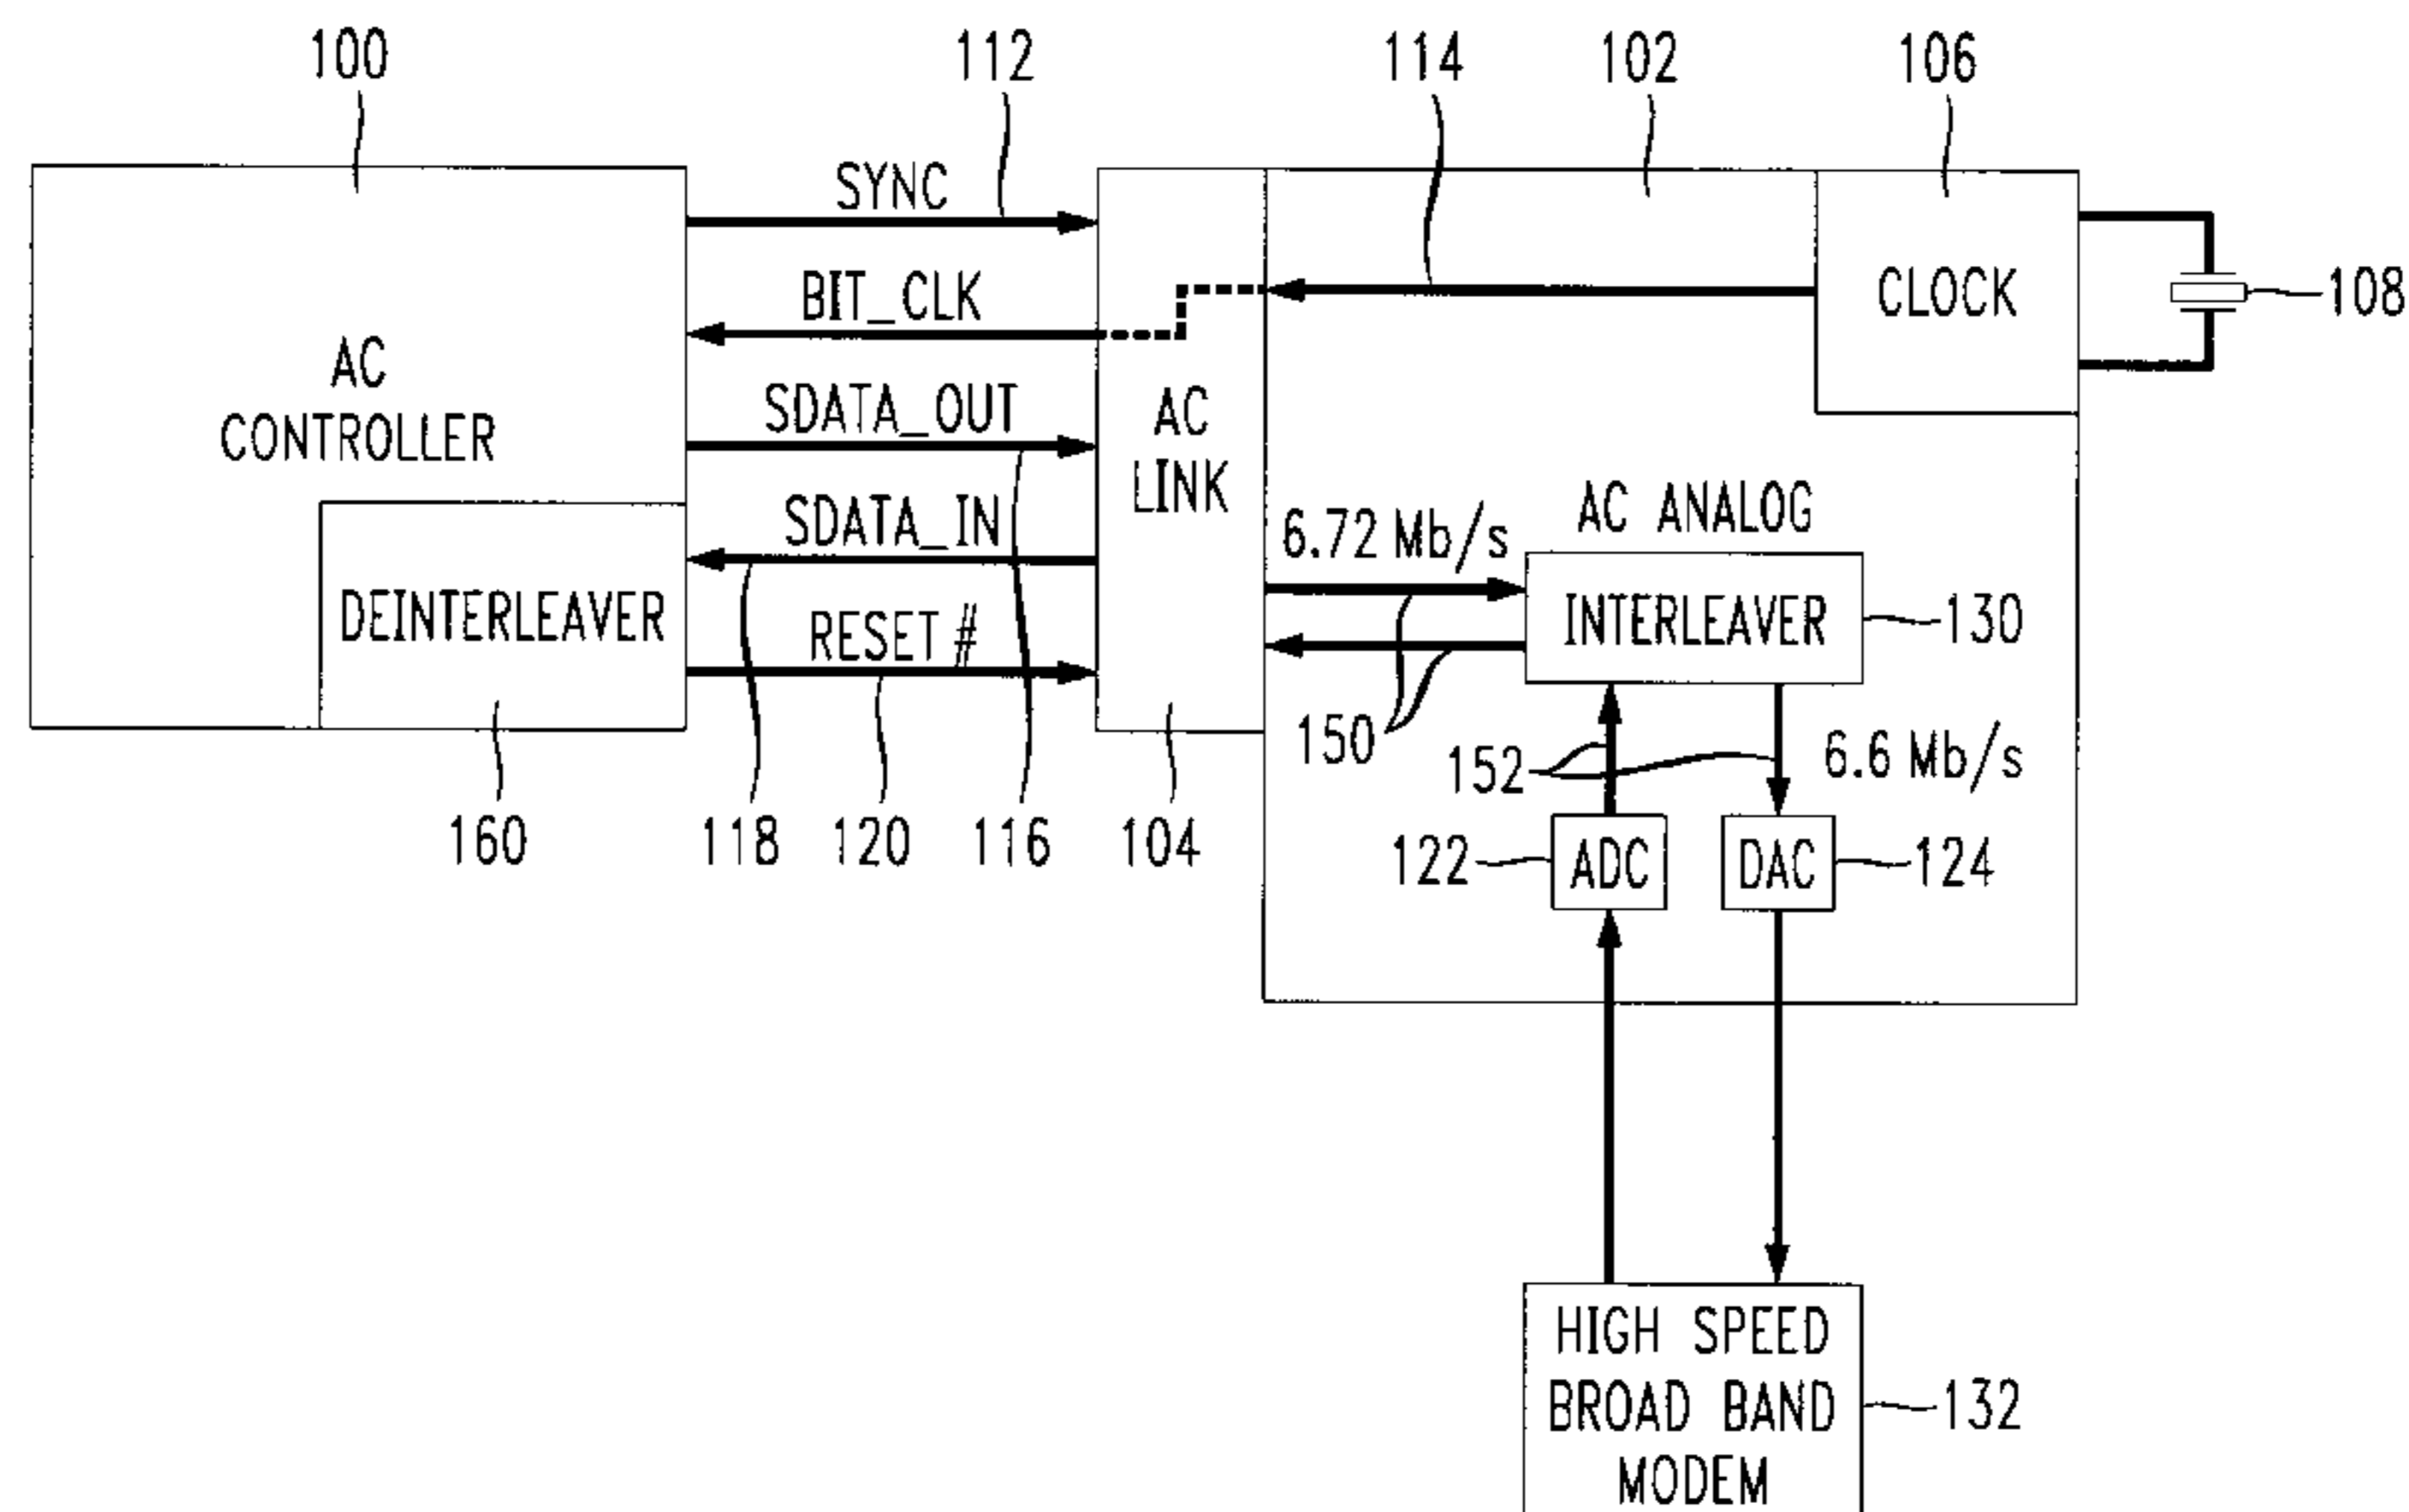 100
112
114
102
106
SYNC
BIT_CLK
CLOCK
108
AC
CONTROLLER
SDATA_OUT
AC
LINK
SDATA_IN
6.72 Mb/s
AC ANALOG
DEINTERLEAVER
RESET #
INTERLEAVER
130
150
152
6.6 Mb/s
160
118
120
116
104
122
ADC
DAC
124
HIGH SPEED
BROAD BAND
MODEM
132